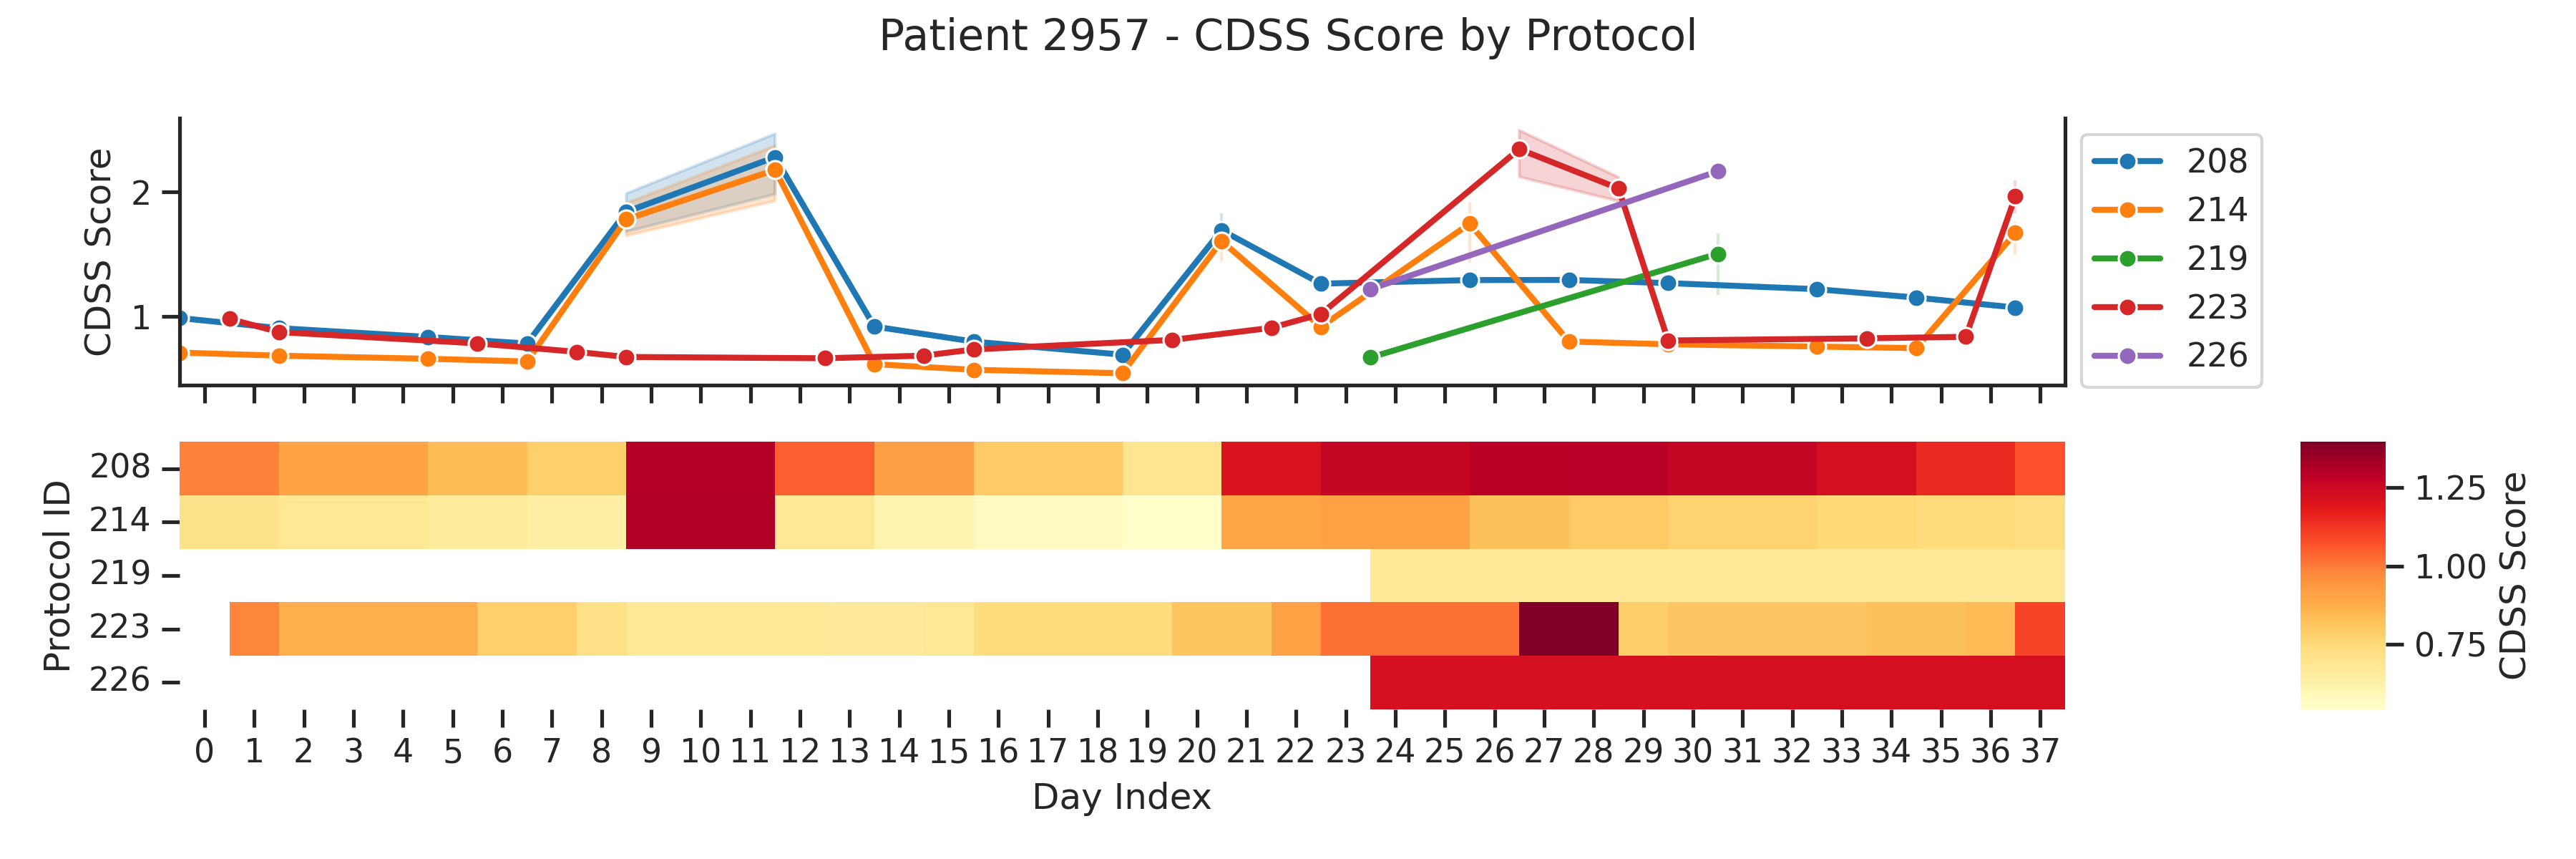 Patient 2957 - CDSS Score by Protocol
CDSS Score
2
1
208
214
219
223
226
Protocol ID
208
214
219
223
226
0 1 2 3 4 5 6 7 8 9 10 11 12 13 14 15 16 17 18 19 20 21 22 23 24 25 26 27 28 29 30 31 32 33 34 35 36 37
Day Index
1.25
1.00
0.75
CDSS Score